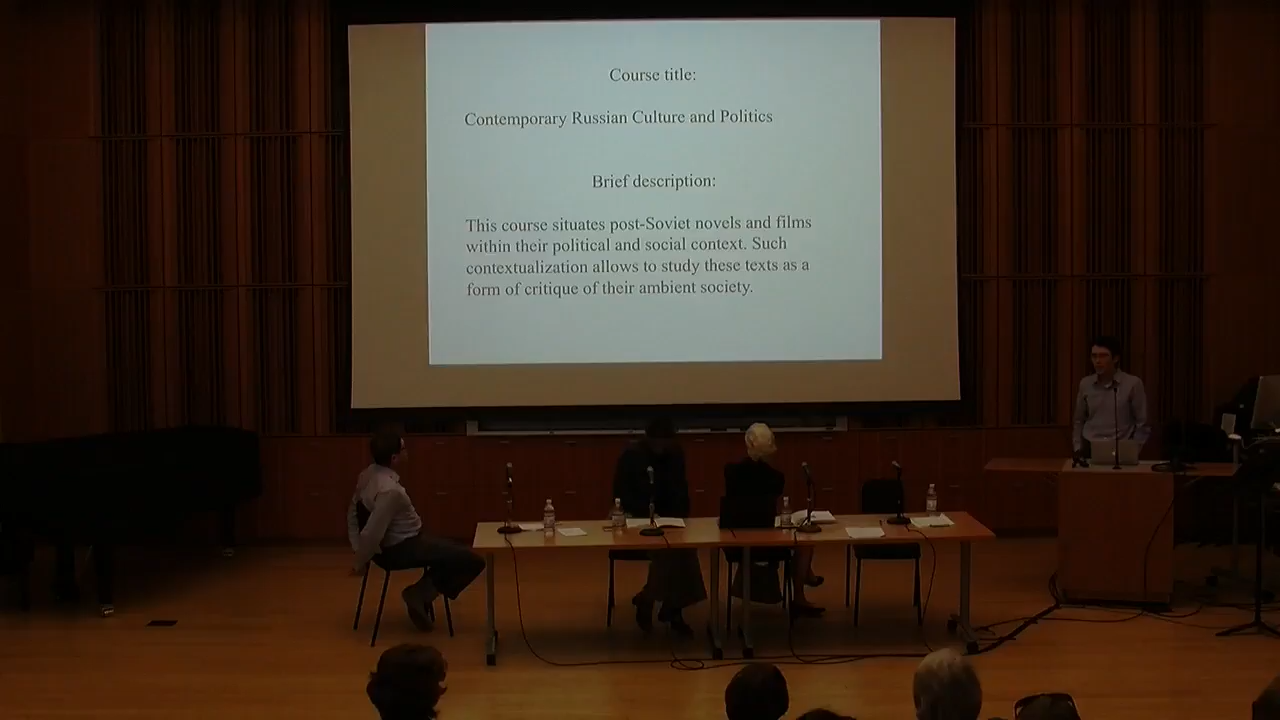 Course title:
Contemporary Russian Culture and Politics
Brief description:
This course situates post-Soviet novels and films
within their political and social context. Such
contextualization allows to study these texts as a
form of critique of their ambient society.